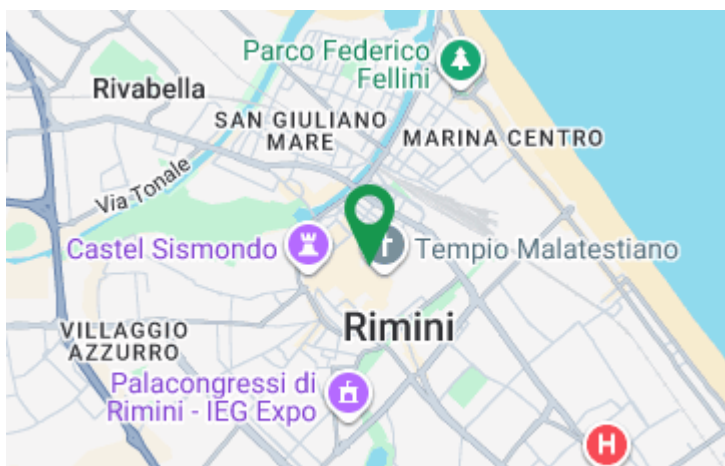 Parco Federico
Fellini
Rivabella
SAN GIULIANO
MARE
MARINA CENTRO
Via Tonale
Castel Sismondo
Tempio Malatestiano
Rimini
VILLAGGIO
AZZURRO
Palacongressi di
Rimini - IEG Expo
H